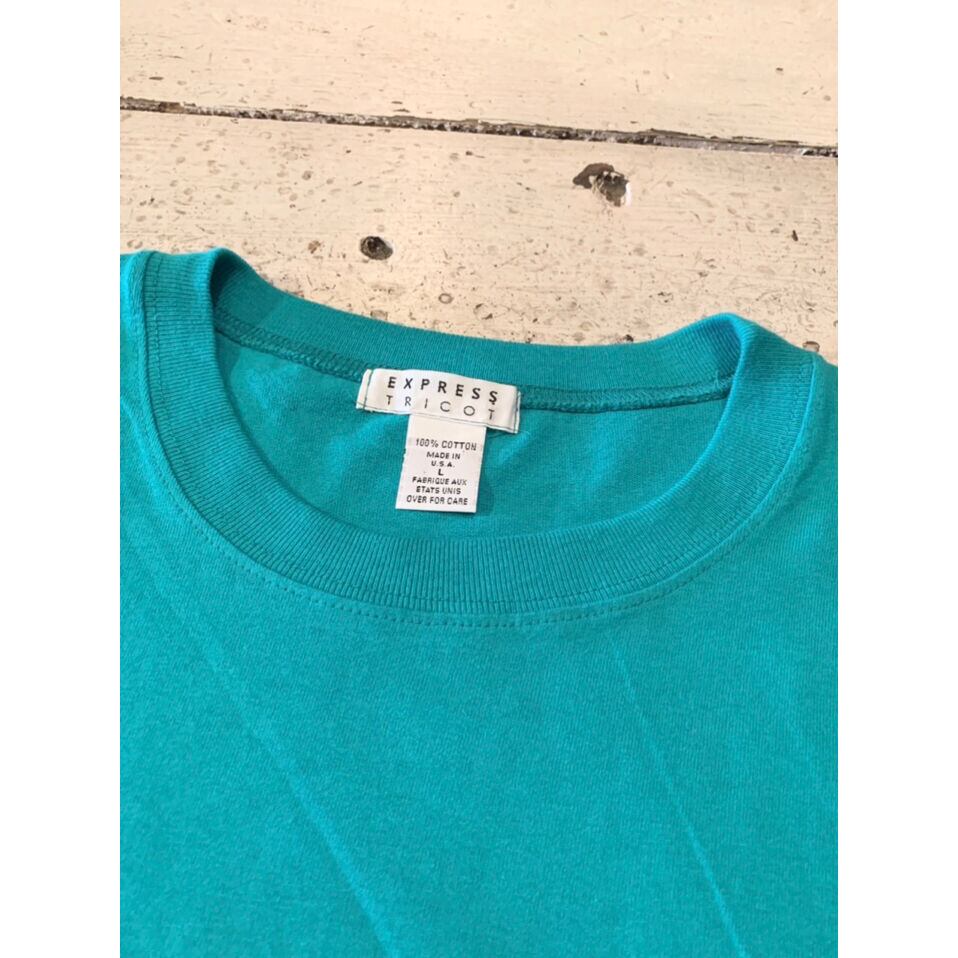 EXPRESS
TRICOT
100% COTTON
MADE IN
U.S.A.
L
FABRIQUE AUX
ETATS UNIS
OVER FOR CARE